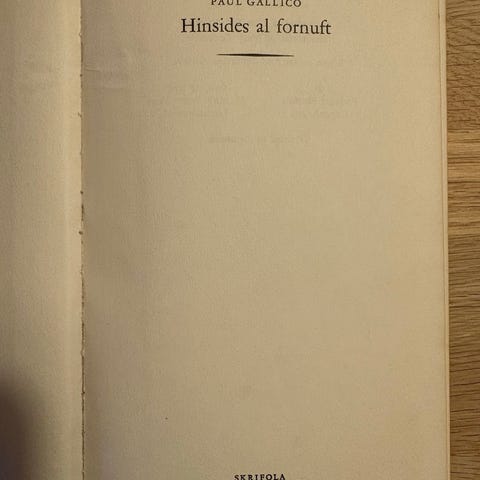 PAUL GALLICO
Hinsides al fornuft
SKRIFOLA